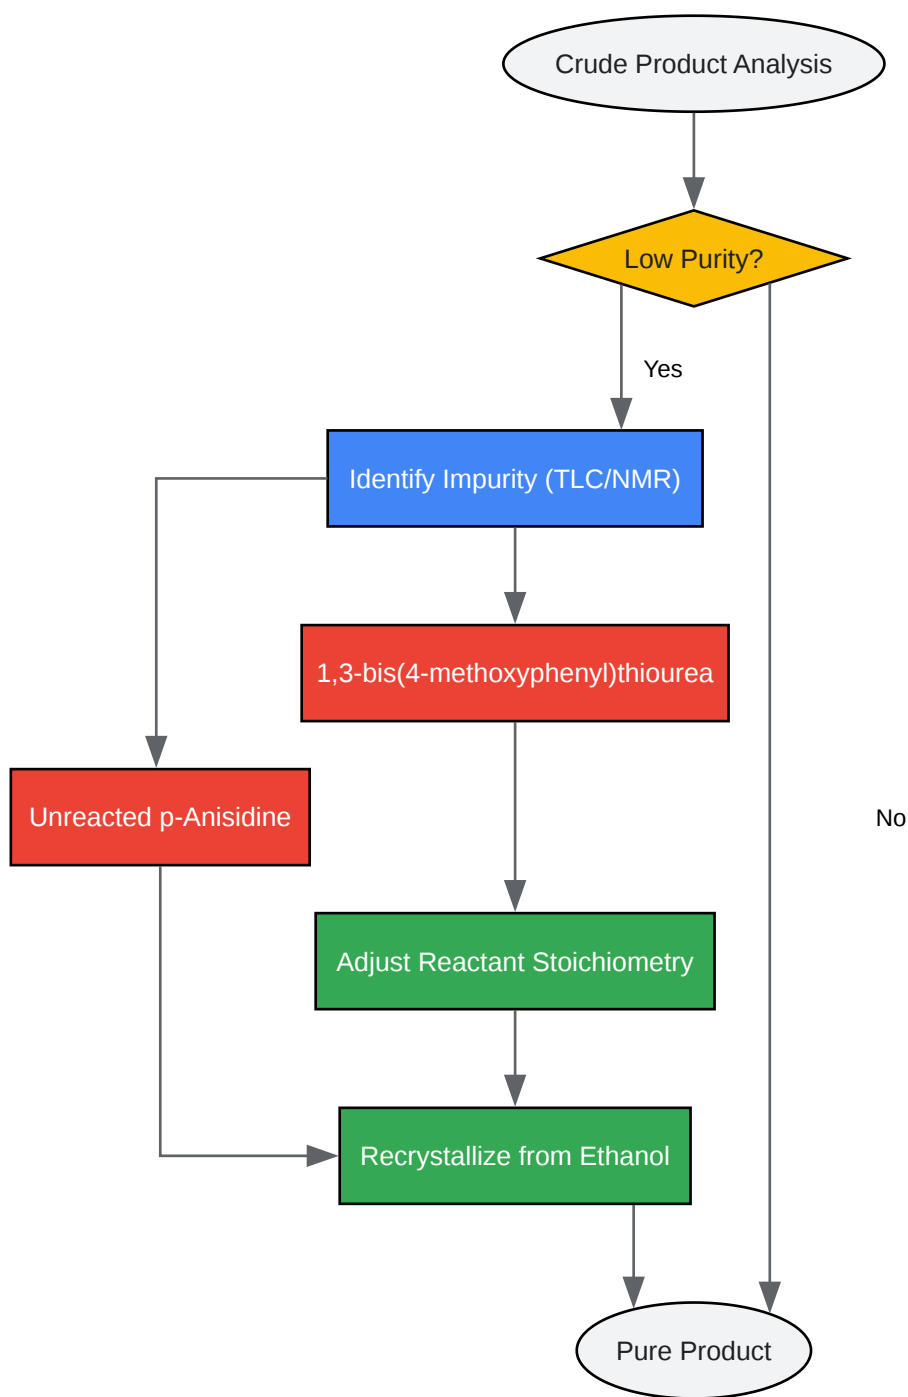 Crude Product Analysis
Low Purity?
Yes
Identify Impurity (TLC/NMR)
1,3-bis(4-methoxyphenyl)thiourea
Unreacted p-Anisidine
No
Adjust Reactant Stoichiometry
Recrystallize from Ethanol
Pure Product